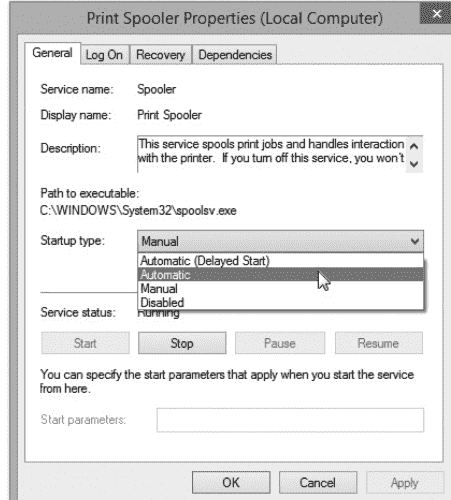 Print Spooler Properties (Local Computer)
General Log On Recovery Dependencies
Service name: Spooler
Display name: Print Spooler
Description: This service spools print jobs and handles interaction
with the printer. If you turn off this service, you won't
Path to executable:
C:\WINDOWS\System32\spoolsv.exe
Startup type: Manual
Automatic (Delayed Start)
Automatic
Manual
Disabled
Service status: Running
Start Stop Pause Resume
You can specify the start parameters that apply when you start the service
from here.
Start parameters:
OK Cancel Apply